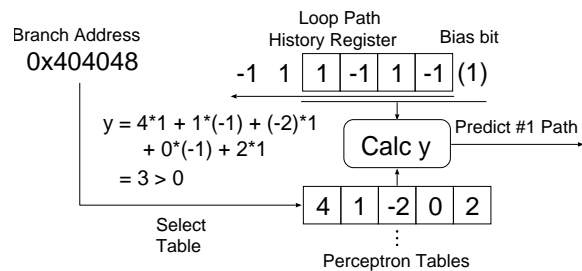 Loop Path
History Register
Bias bit
Branch Address
0x404048
-1 1 1 -1 1 -1 (1)
y = 4*1 + 1*(-1) + (-2)*1
+ 0*(-1) + 2*1
= 3 > 0
Calc y
Predict #1 Path
4 1 -2 0 2
Select
Table
Perceptron Tables